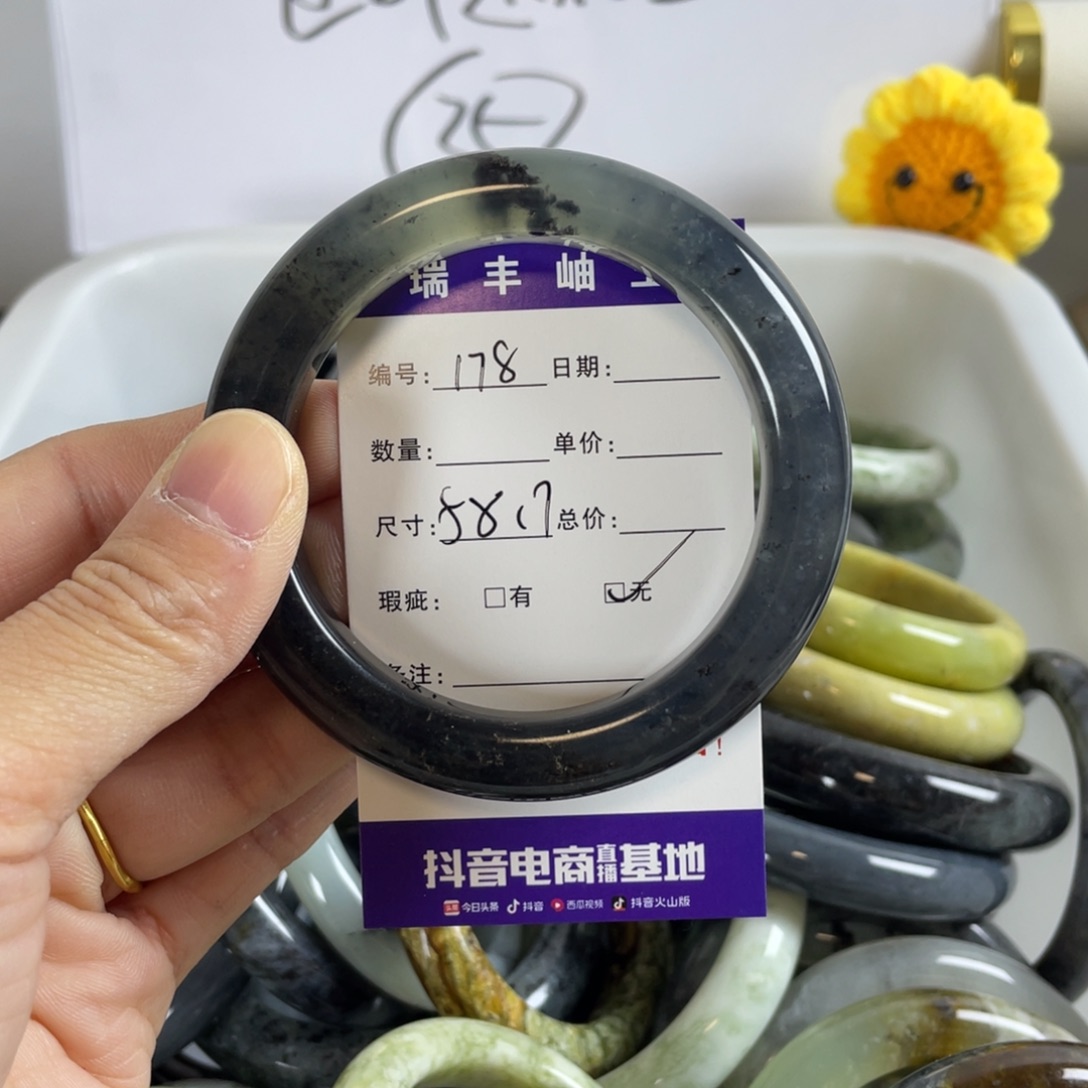 瑞丰岫
编号: 178 日期:
数量: 单价:
尺寸: 58 17 总价:
瑕疵: □有 ☑无
备注:
!
抖音电商直播基地
今日头条 抖音 西瓜视频 抖音火山版